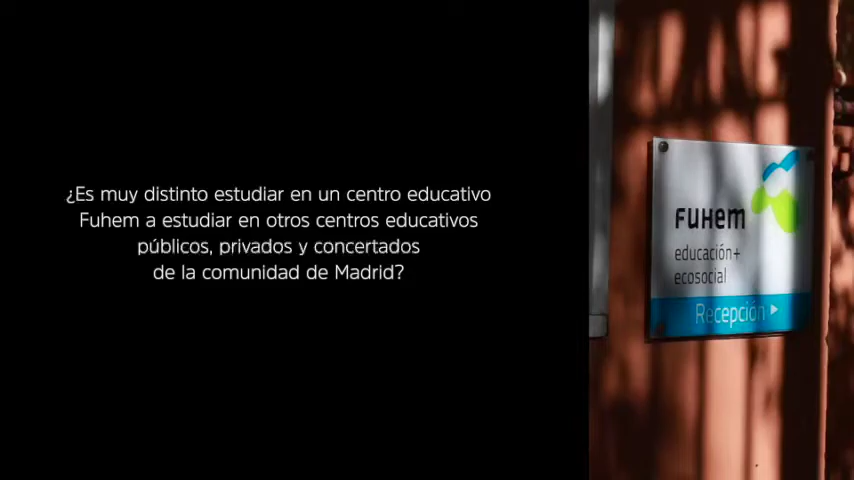 ¿Es muy distinto estudiar en un centro educativo
Fuhem a estudiar en otros centros educativos
públicos, privados y concertados
de la comunidad de Madrid?
FUHEM
educación+
ecosocial
Recepción